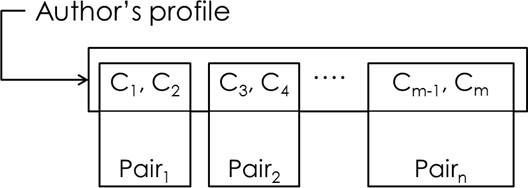 Author's profile
C₁, C₂ C₃, C₄ .... Cₘ₋₁, Cₘ
Pair₁ Pair₂ Pairₙ